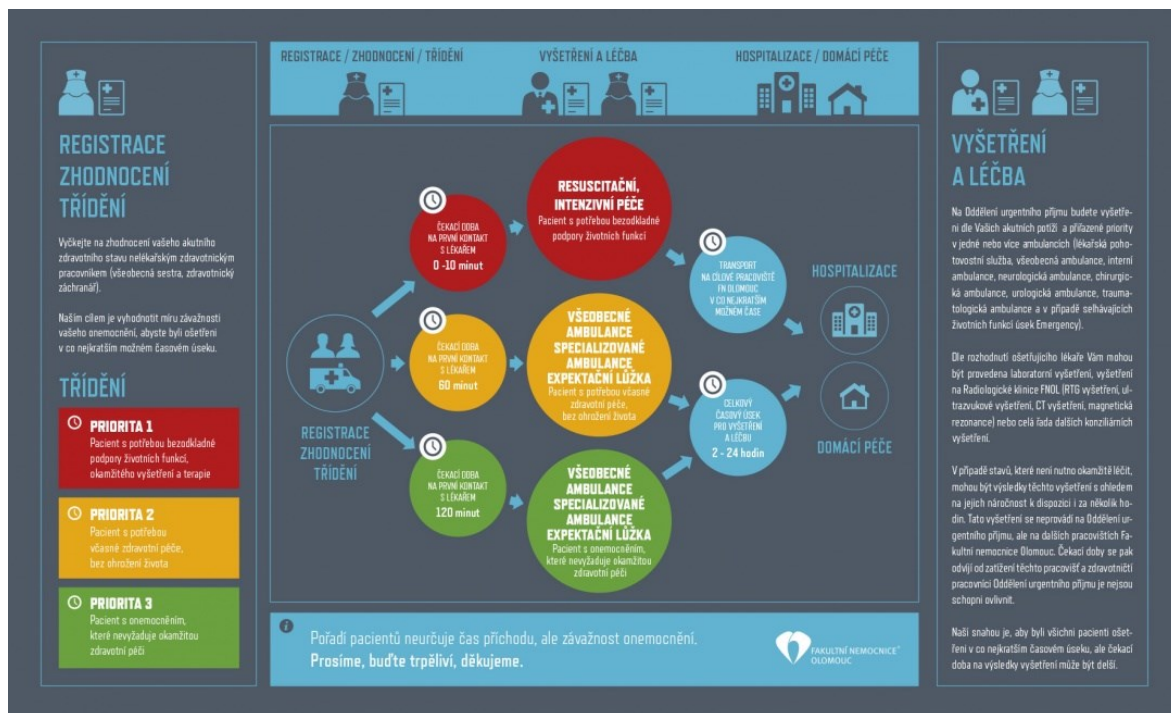 REGISTRACE
ZHODNOCENÍ
TŘÍDĚNÍ
Vyčkejte na zhodnocení vašeho akutního
zdravotního stavu nelékařským zdravotnickým
pracovníkem (všeobecná sestra, zdravotnický
záchranář).
Naším cílem je vyhodnotit míru závažnosti
vašeho onemocnění, abyste byli ošetřeni
v co nejkratším možném časovém úseku.
TŘÍDĚNÍ
PRIORITA 1
Pacient s potřebou bezodkladné
podpory životních funkcí,
okamžitého vyšetření a terapie
PRIORITA 2
Pacient s potřebou
včasné zdravotní péče,
bez ohrožení života
PRIORITA 3
Pacient s onemocněním,
které nevyžaduje okamžitou
zdravotní péči
REGISTRACE / ZHODNOCENÍ / TŘÍDĚNÍ
VYŠETŘENÍ A LÉČBA
HOSPITALIZACE / DOMÁCÍ PÉČE
REGISTRACE
ZHODNOCENÍ
TŘÍDĚNÍ
ČEKACÍ DOBA
NA PRVNÍ KONTAKT
S LÉKAŘEM
0 -10 minut
RESUSCITAČNÍ,
INTENZIVNÍ PÉČE
Pacient s potřebou bezodkladné
podpory životních funkcí
TRANSPORT
NA CÍLOVÉ PRACOVIŠTĚ
FN OLOMOUC
V CO NEJKRATŠÍM
MOŽNÉM ČASE
ČEKACÍ DOBA
NA PRVNÍ KONTAKT
S LÉKAŘEM
60 minut
VŠEOBECNÉ
AMBULANCE
SPECIALIZOVANÉ
AMBULANCE
EXPEKTAČNÍ LŮŽKA
Pacient s potřebou včasné
zdravotní péče,
bez ohrožení života
CELKOVÝ
ČASOVÝ ÚSEK
PRO VYŠETŘENÍ
A LÉČBU
2 - 24 hodin
ČEKACÍ DOBA
NA PRVNÍ KONTAKT
S LÉKAŘEM
120 minut
VŠEOBECNÉ
AMBULANCE
SPECIALIZOVANÉ
AMBULANCE
EXPEKTAČNÍ LŮŽKA
Pacient s onemocněním,
které nevyžaduje okamžitou
zdravotní péči
HOSPITALIZACE
DOMÁCÍ PÉČE
Pořadí pacientů neurčuje čas příchodu, ale závažnost onemocnění.
Prosíme, buďte trpěliví, děkujeme.
FAKULTNÍ NEMOCNICE
OLOMOUC
VYŠETŘENÍ
A LÉČBA
Na Oddělení urgentního příjmu budete vyšetře-
ni dle Vašich akutních potíží a přiřazené priority
v jedné nebo více ambulancích (lékařská poho-
tovostní služba, všeobecná ambulance, interní
ambulance, neurologická ambulance, chirurgic-
ká ambulance, urologická ambulance, trauma-
tologická ambulance a v případě selhávajících
životních funkcí úsek Emergency).
Dle rozhodnutí ošetřujícího lékaře Vám mohou
být provedena laboratorní vyšetření, vyšetření
na Radiologické klinice FNOL (RTG vyšetření, ul-
trazvukové vyšetření, CT vyšetření, magnetická
rezonance) nebo celá řada dalších konziliárních
vyšetření.
V případě stavů, které není nutno okamžitě léčit,
mohou být výsledky těchto vyšetření s ohledem
na jejich náročnost k dispozici i za několik ho-
din. Tato vyšetření se neprovádí na Oddělení ur-
gentního příjmu, ale na dalších pracovištích Fa-
kultní nemocnice Olomouc. Čekací doby se pak
odvíjí od zatížení těchto pracovišť a zdravotničtí
pracovníci Oddělení urgentního příjmu je nejsou
schopni ovlivnit.
Naší snahou je, aby byli všichni pacienti ošet-
řeni v co nejkratším časovém úseku, ale čekací
doba na výsledky vyšetření může být delší.